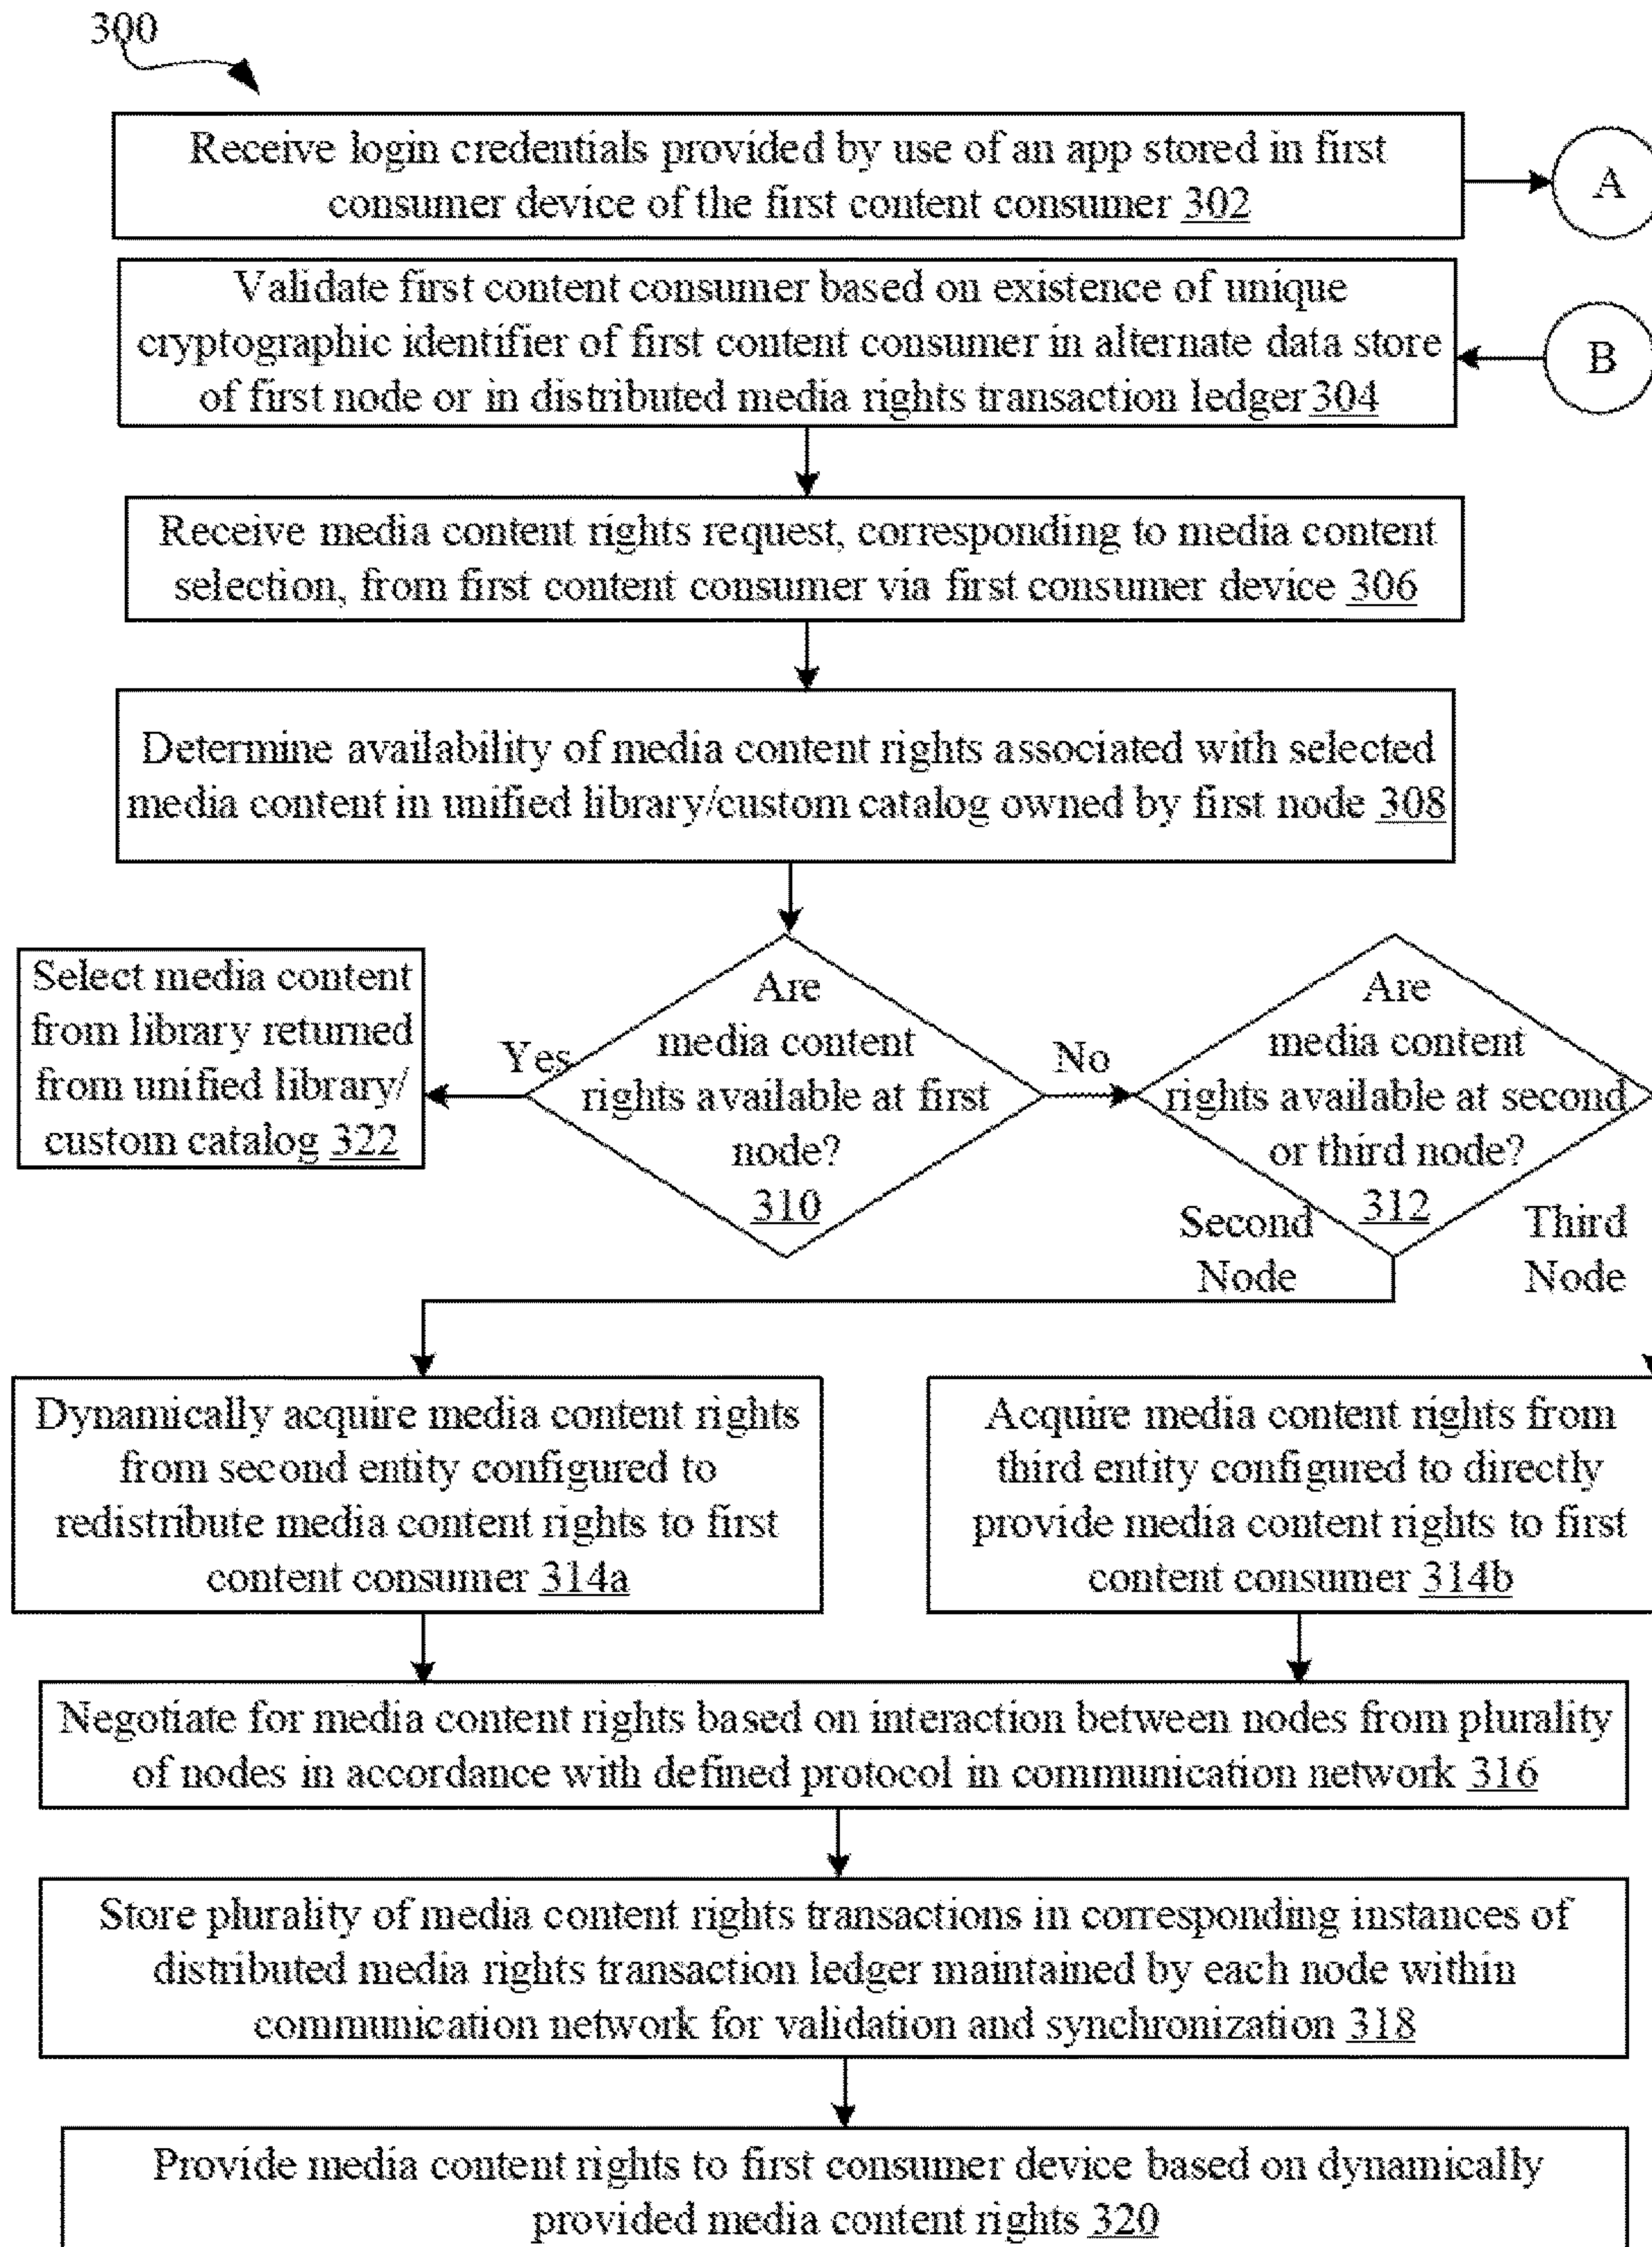 300
Receive login credentials provided by use of an app stored in first
consumer device of the first content consumer 302
A
Validate first content consumer based on existence of unique
cryptographic identifier of first content consumer in alternate data store
of first node or in distributed media rights transaction ledger 304
B
Receive media content rights request, corresponding to media content
selection, from first content consumer via first consumer device 306
Determine availability of media content rights associated with selected
media content in unified library/custom catalog owned by first node 308
Select media content
from library returned
from unified library/
custom catalog 322
Yes
Are
media content
rights available at first
node?
310
No
Are
media content
rights available at second
or third node?
312
Second
Node
Third
Node
Dynamically acquire media content rights
from second entity configured to
redistribute media content rights to first
content consumer 314a
Acquire media content rights from
third entity configured to directly
provide media content rights to first
content consumer 314b
Negotiate for media content rights based on interaction between nodes from plurality
of nodes in accordance with defined protocol in communication network 316
Store plurality of media content rights transactions in corresponding instances of
distributed media rights transaction ledger maintained by each node within
communication network for validation and synchronization 318
Provide media content rights to first consumer device based on dynamically
provided media content rights 320